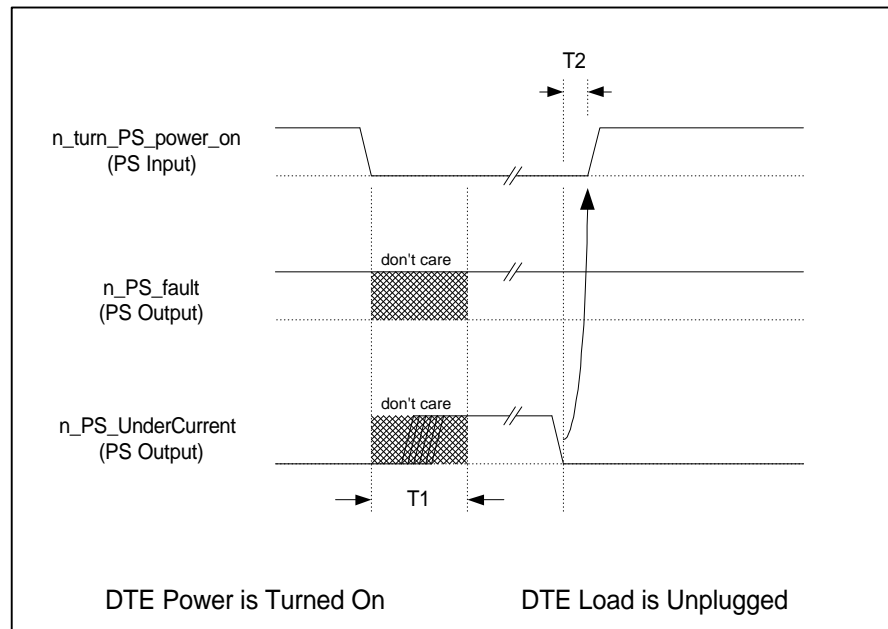 T2
n_turn_PS_power_on
(PS Input)
don't care
n_PS_fault
(PS Output)
don't care
n_PS_UnderCurrent
(PS Output)
T1
DTE Power is Turned On
DTE Load is Unplugged